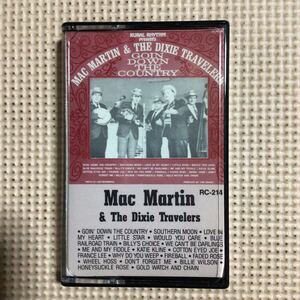 RURAL RHYTHM
presents
MAC MARTIN & THE DIXIE TRAVELERS
GOIN
DOWN
THE
COUNTRY
RC-214
Mac Martin
& The Dixie Travelers
• GOIN' DOWN THE COUNTRY • SOUTHERN MOON • LOVE IN
MY HEART • LITTLE STAR • WOULD YOU CARE • BLUE
RAILROAD TRAIN • BILLY'S CHOICE • WE CAN'T BE DARLINGS
• ME AND MY FIDDLE • KATIE KLINE • COTTON EYED JOE •
FRANCE LEE • WHY DO YOU WEEP • FIREBALL • FADED ROSE
• WHEEL HOSS • DON'T FORGET ME • BILLIE WILSON
HONEYSUCKLE ROSE • GOLD WATCH AND CHAIN •